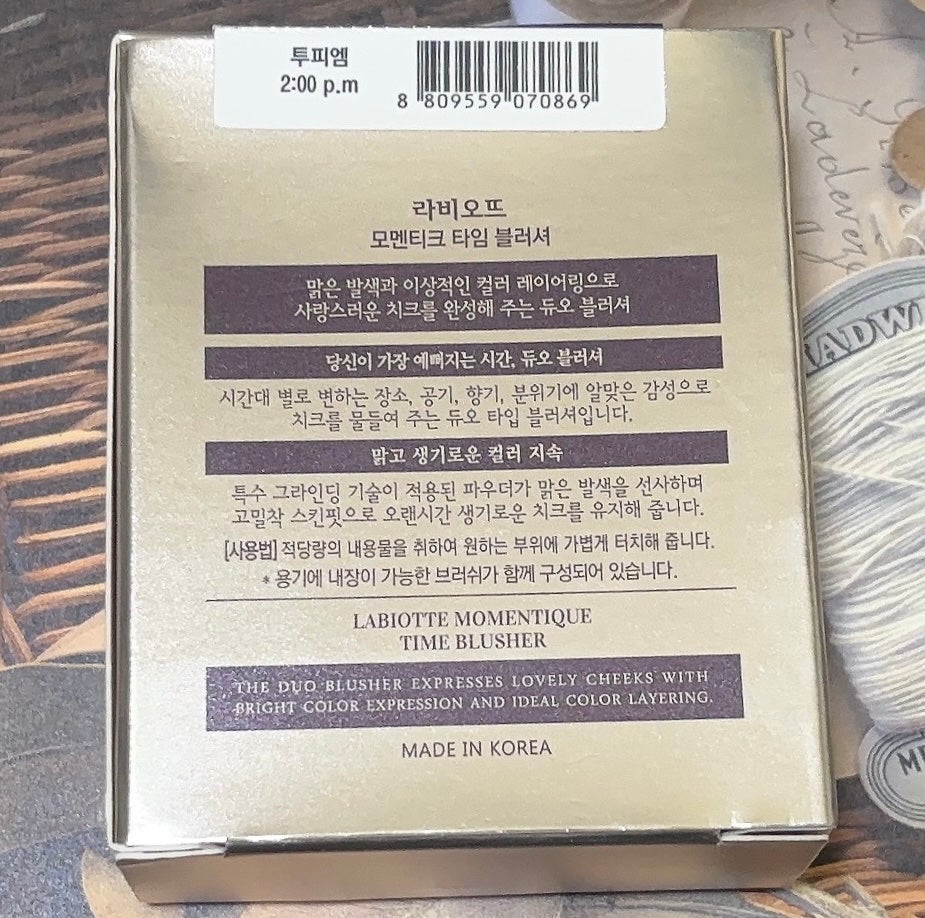 투피엠
2:00 p.m
8 809559 070869
라비오뜨
모멘티크 타임 블러셔
맑은 발색과 이상적인 컬러 레이어링으로
사랑스러운 치크를 완성해 주는 듀오 블러셔
당신이 가장 예뻐지는 시간, 듀오 블러셔
시간대 별로 변하는 장소, 공기, 향기, 분위기에 알맞은 감성으로
치크를 물들여 주는 듀오 타입 블러셔입니다.
맑고 생기로운 컬러 지속
특수 그라인딩 기술이 적용된 파우더가 맑은 발색을 선사하며
고밀착 스킨핏으로 오랜시간 생기로운 치크를 유지해 줍니다.
[사용법] 적당량의 내용물을 취하여 원하는 부위에 가볍게 터치해 줍니다.
* 용기에 내장이 가능한 브러쉬가 함께 구성되어 있습니다.
LABIOTTE MOMENTIQUE
TIME BLUSHER
THE DUO BLUSHER EXPRESSES LOVELY CHEEKS WITH
BRIGHT COLOR EXPRESSION AND IDEAL COLOR LAYERING.
MADE IN KOREA